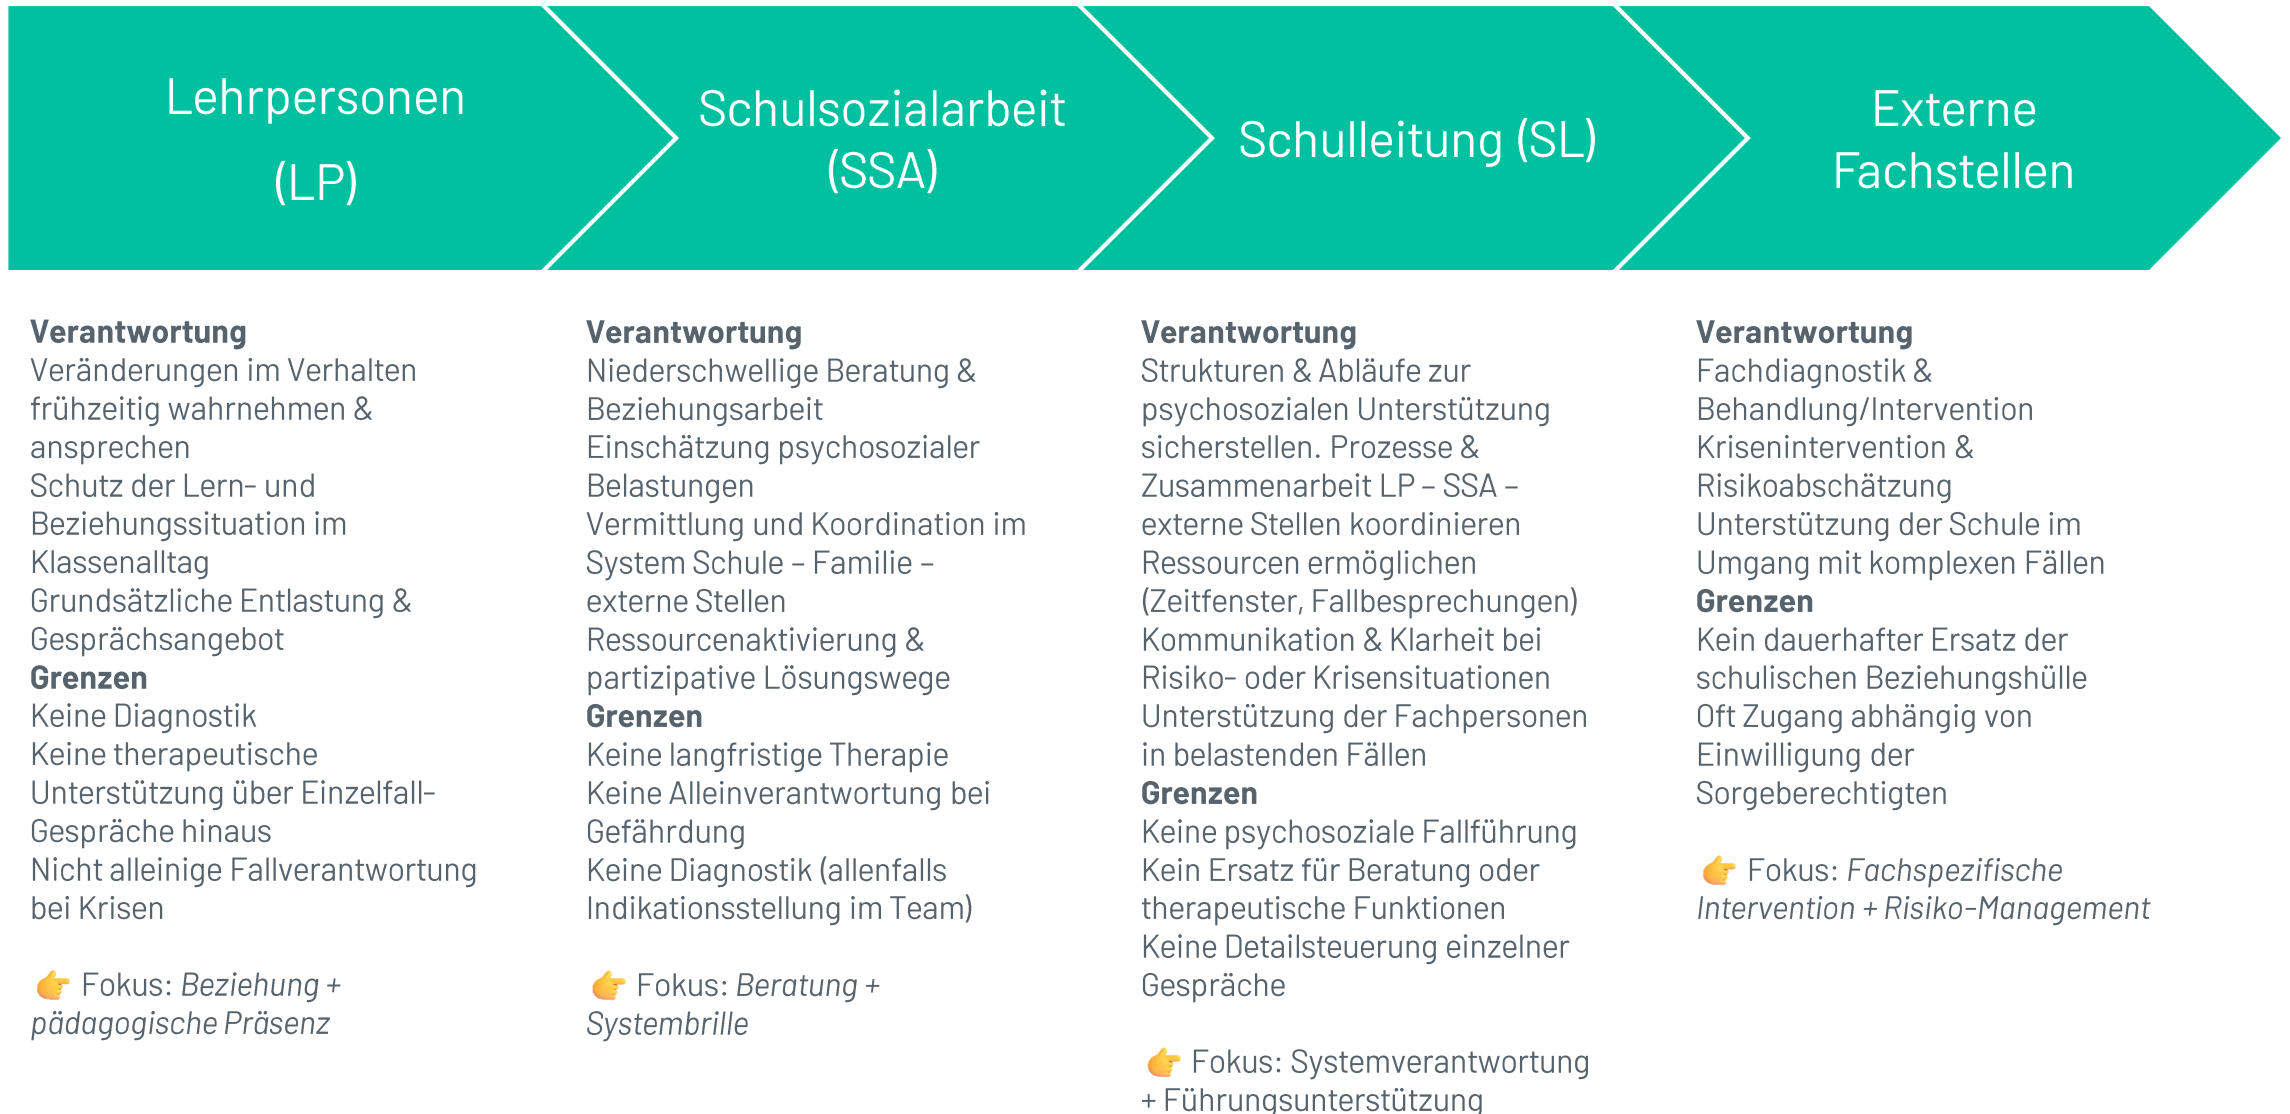 Lehrpersonen
(LP)
Schulsozialarbeit
(SSA)
Schulleitung (SL)
Externe
Fachstellen
Verantwortung
Veränderungen im Verhalten
frühzeitig wahrnehmen &
ansprechen
Schutz der Lern- und
Beziehungssituation im
Klassenalltag
Grundsätzliche Entlastung &
Gesprächsangebot
Grenzen
Keine Diagnostik
Keine therapeutische
Unterstützung über Einzelfall-
Gespräche hinaus
Nicht alleinige Fallverantwortung
bei Krisen
👉 Fokus: Beziehung +
pädagogische Präsenz
Verantwortung
Niederschwellige Beratung &
Beziehungsarbeit
Einschätzung psychosozialer
Belastungen
Vermittlung und Koordination im
System Schule – Familie –
externe Stellen
Ressourcenaktivierung &
partizipative Lösungswege
Grenzen
Keine langfristige Therapie
Keine Alleinverantwortung bei
Gefährdung
Keine Diagnostik (allenfalls
Indikationsstellung im Team)
👉 Fokus: Beratung +
Systembrille
Verantwortung
Strukturen & Abläufe zur
psychosozialen Unterstützung
sicherstellen. Prozesse &
Zusammenarbeit LP – SSA –
externe Stellen koordinieren
Ressourcen ermöglichen
(Zeitfenster, Fallbesprechungen)
Kommunikation & Klarheit bei
Risiko- oder Krisensituationen
Unterstützung der Fachpersonen
in belastenden Fällen
Grenzen
Keine psychosoziale Fallführung
Kein Ersatz für Beratung oder
therapeutische Funktionen
Keine Detailsteuerung einzelner
Gespräche
👉 Fokus: Systemverantwortung
+ Führungsunterstützung
Verantwortung
Fachdiagnostik &
Behandlung/Intervention
Krisenintervention &
Risikoabschätzung
Unterstützung der Schule im
Umgang mit komplexen Fällen
Grenzen
Kein dauerhafter Ersatz der
schulischen Beziehungshülle
Oft Zugang abhängig von
Einwilligung der
Sorgeberechtigten
👉 Fokus: Fachspezifische
Intervention + Risiko-Management